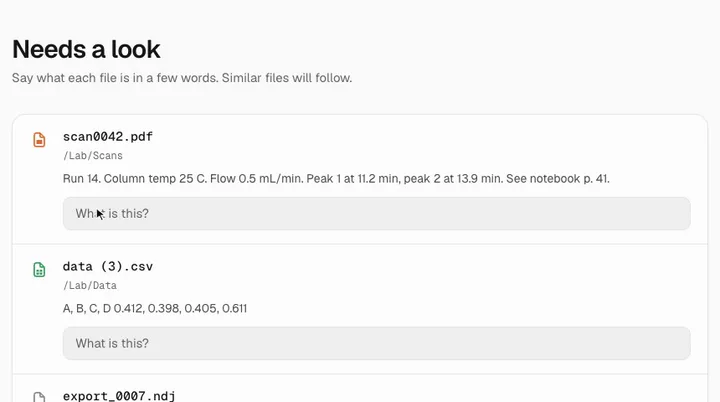 Needs a look
Say what each file is in a few words. Similar files will follow.
scan0042.pdf
/Lab/Scans
Run 14. Column temp 25 C. Flow 0.5 mL/min. Peak 1 at 11.2 min, peak 2 at 13.9 min. See notebook p. 41.
What is this?
data (3).csv
/Lab/Data
A, B, C, D 0.412, 0.398, 0.405, 0.611
What is this?
export_0007.ndj